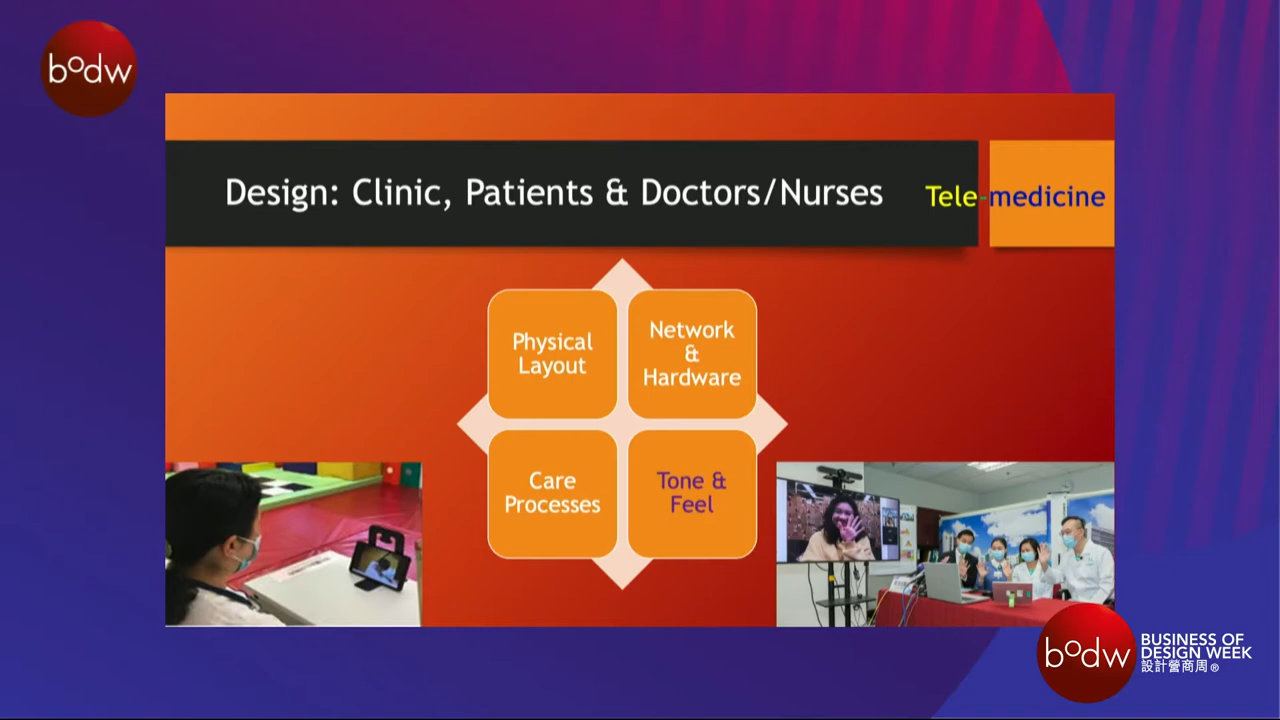 bodw
Design: Clinic, Patients & Doctors/Nurses
Tele-medicine
Physical
Layout
Network
&
Hardware
Care
Processes
Tone &
Feel
bodw
BUSINESS OF
DESIGN WEEK
設計營商周®